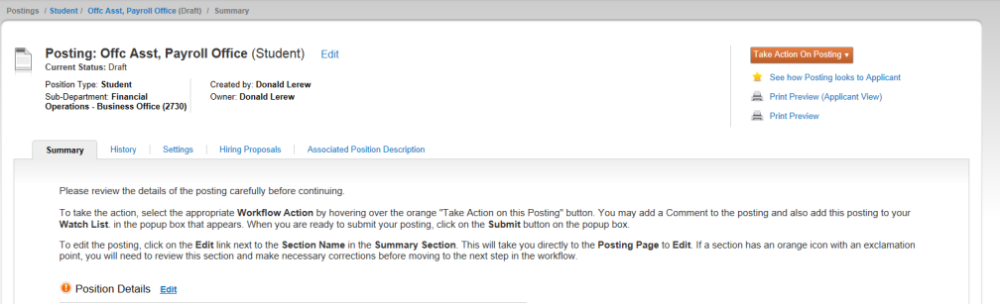 Postings / Student / Offc Asst, Payroll Office (Draft) / Summary
Posting: Offc Asst, Payroll Office (Student) Edit
Current Status: Draft
Position Type: Student
Sub-Department: Financial
Operations - Business Office (2730)
Created by: Donald Lerew
Owner: Donald Lerew
Take Action On Posting ▾
See how Posting looks to Applicant
Print Preview (Applicant View)
Print Preview
Summary History Settings Hiring Proposals Associated Position Description
Please review the details of the posting carefully before continuing.
To take the action, select the appropriate Workflow Action by hovering over the orange "Take Action on this Posting" button. You may add a Comment to the posting and also add this posting to your
Watch List. in the popup box that appears. When you are ready to submit your posting, click on the Submit button on the popup box.
To edit the posting, click on the Edit link next to the Section Name in the Summary Section. This will take you directly to the Posting Page to Edit. If a section has an orange icon with an exclamation
point, you will need to review this section and make necessary corrections before moving to the next step in the workflow.
Position Details Edit